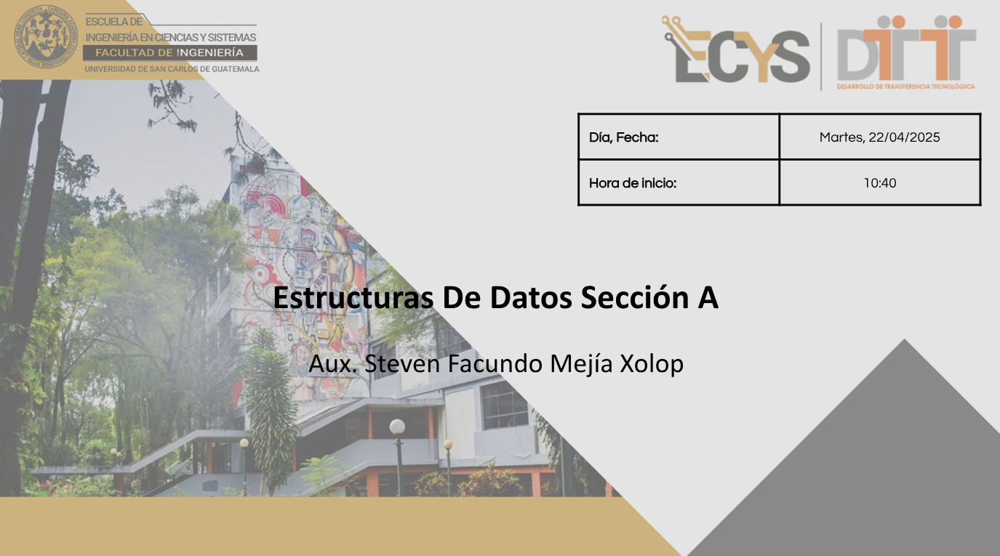 ESCUELA DE
INGENIERÍA EN CIENCIAS Y SISTEMAS
FACULTAD DE INGENIERÍA
UNIVERSIDAD DE SAN CARLOS DE GUATEMALA
ECYS
DTT
DESARROLLO DE TRANSFERENCIA TECNOLÓGICA
Día, Fecha: Martes, 22/04/2025
Hora de inicio: 10:40
Estructuras De Datos Sección A
Aux. Steven Facundo Mejía Xolop